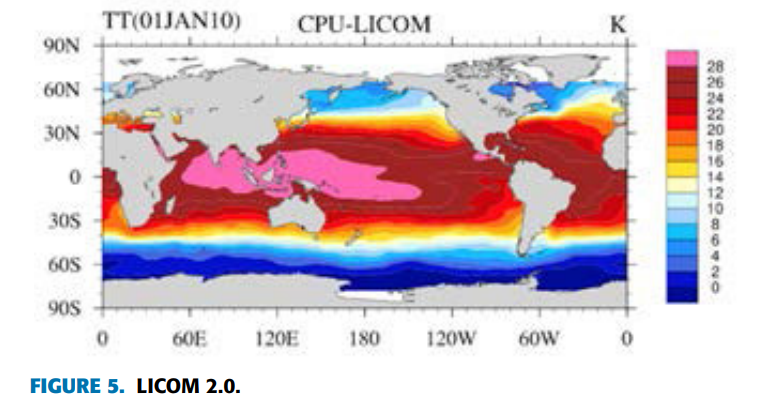 TT(01JAN10) CPU-LICOM K
90N
60N
30N
0
30S
60S
90S
0 60E 120E 180 120W 60W 0
28
26
24
22
20
18
16
14
12
10
8
6
4
2
0
FIGURE 5. LICOM 2.0.